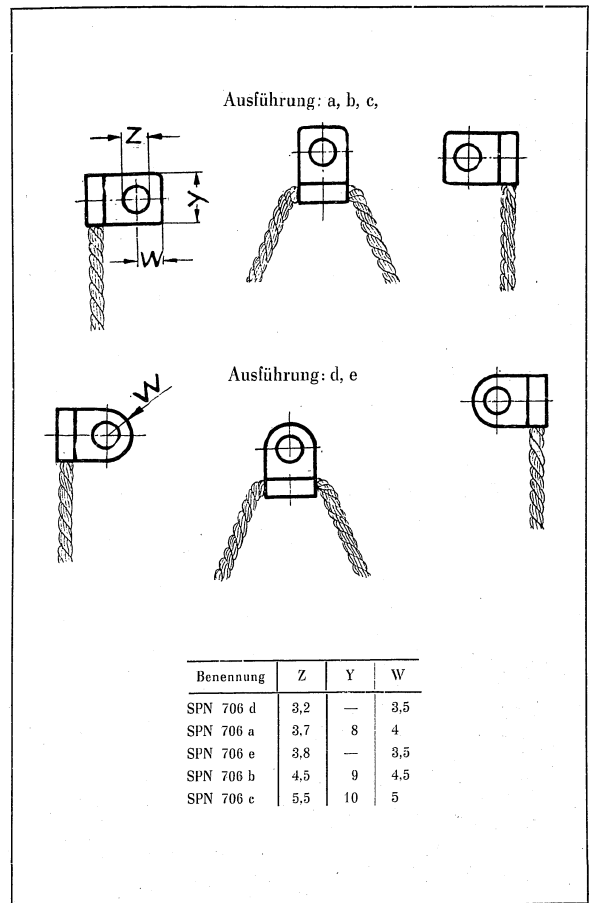 Ausführung: a, b, c,
Z
Y
W
Ausführung: d, e
W
Benennung Z Y W
SPN 706 d 3,2 — 3,5
SPN 706 a 3,7 8 4
SPN 706 e 3,8 — 3,5
SPN 706 b 4,5 9 4,5
SPN 706 c 5,5 10 5